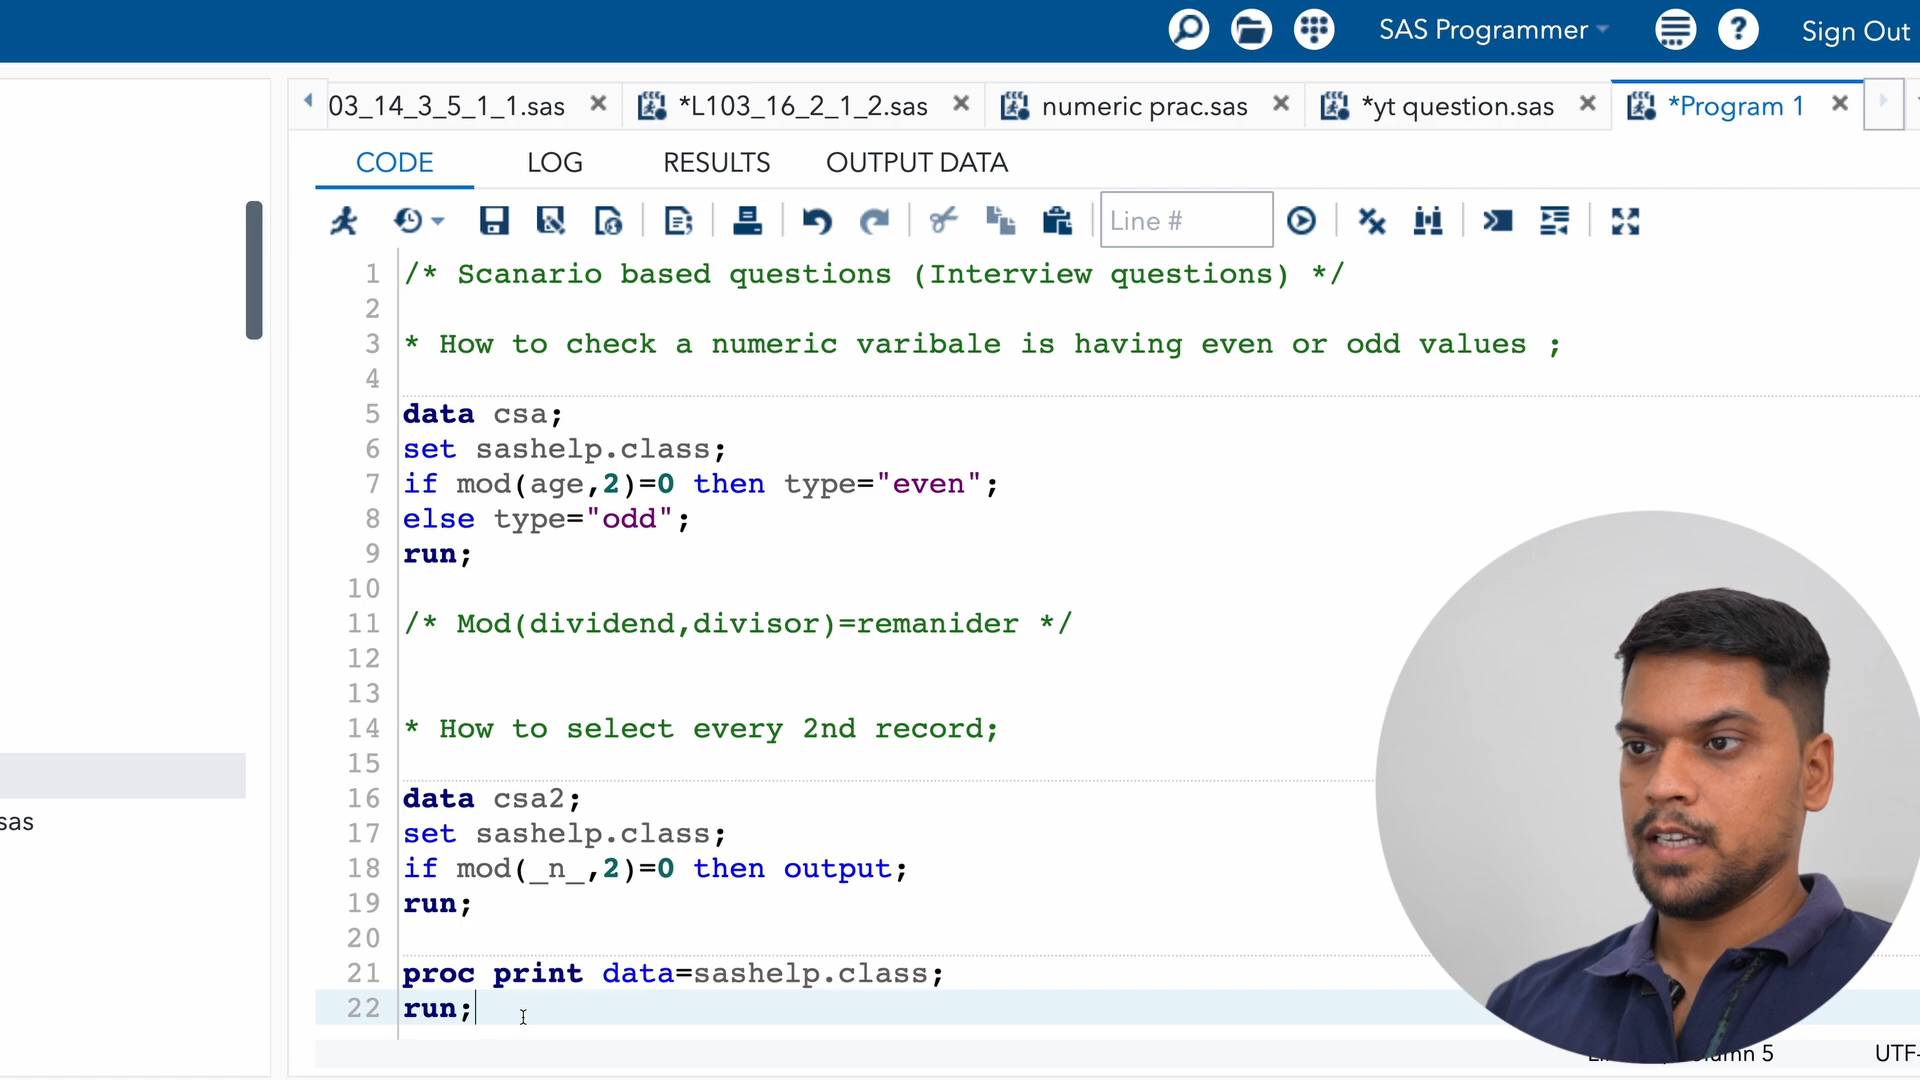 SAS Programmer
Sign Out
03_14_3_5_1_1.sas
*L103_16_2_1_2.sas
numeric prac.sas
*yt question.sas
*Program 1
CODE LOG RESULTS OUTPUT DATA
Line #
1 /* Scanario based questions (Interview questions) */
2
3 * How to check a numeric varibale is having even or odd values ;
4
5 data csa;
6 set sashelp.class;
7 if mod(age,2)=0 then type="even";
8 else type="odd";
9 run;
10
11 /* Mod(dividend,divisor)=remanider */
12
13
14 * How to select every 2nd record;
15
16 data csa2;
17 set sashelp.class;
18 if mod(_n_,2)=0 then output;
19 run;
20
21 proc print data=sashelp.class;
22 run;
sas
5
UTF-